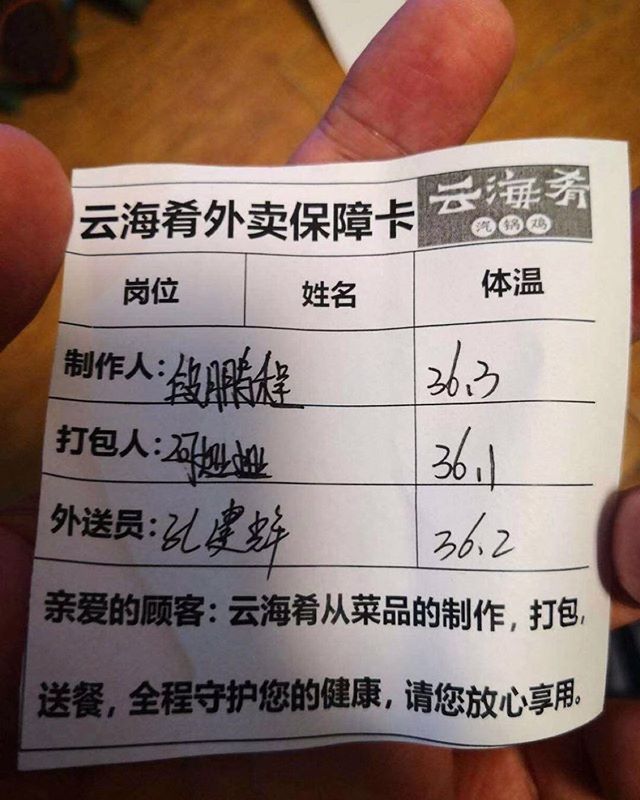 云海肴外卖保障卡 云海肴
汽锅鸡
岗位 姓名 体温
制作人:段鹏程 36.3
打包人: 36.1
外送员:孔建辉 36.2
亲爱的顾客:云海肴从菜品的制作,打包,
送餐,全程守护您的健康,请您放心享用。